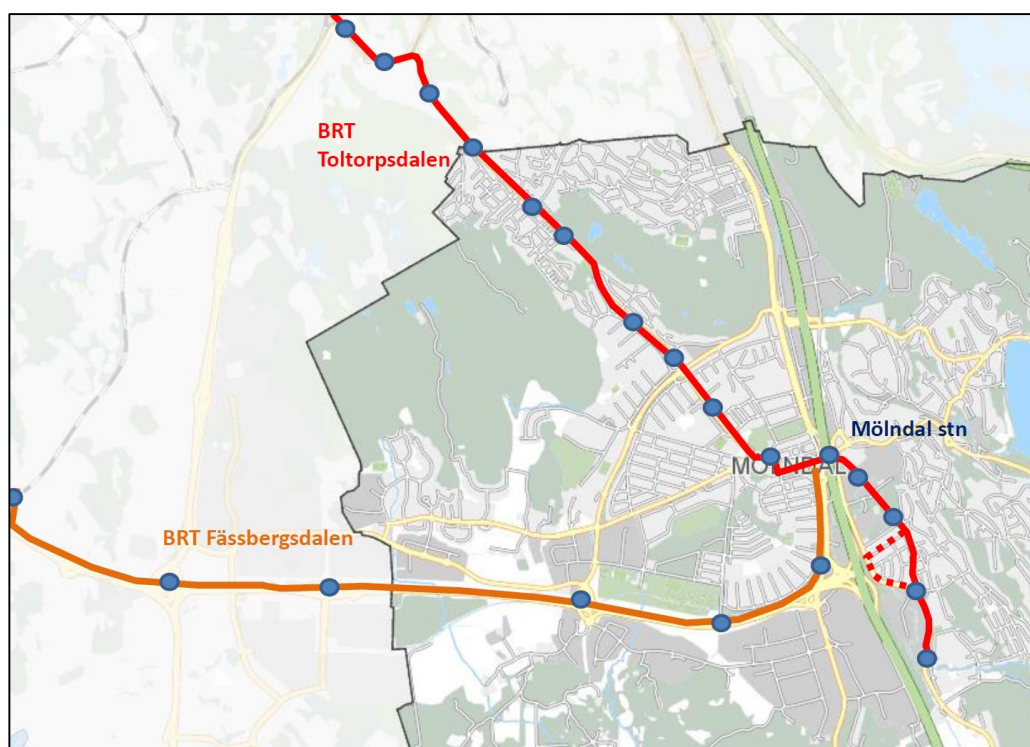 BRT
Toltorpsdalen
Mölndal stn
MÖLNDAL
BRT Fässbergsdalen